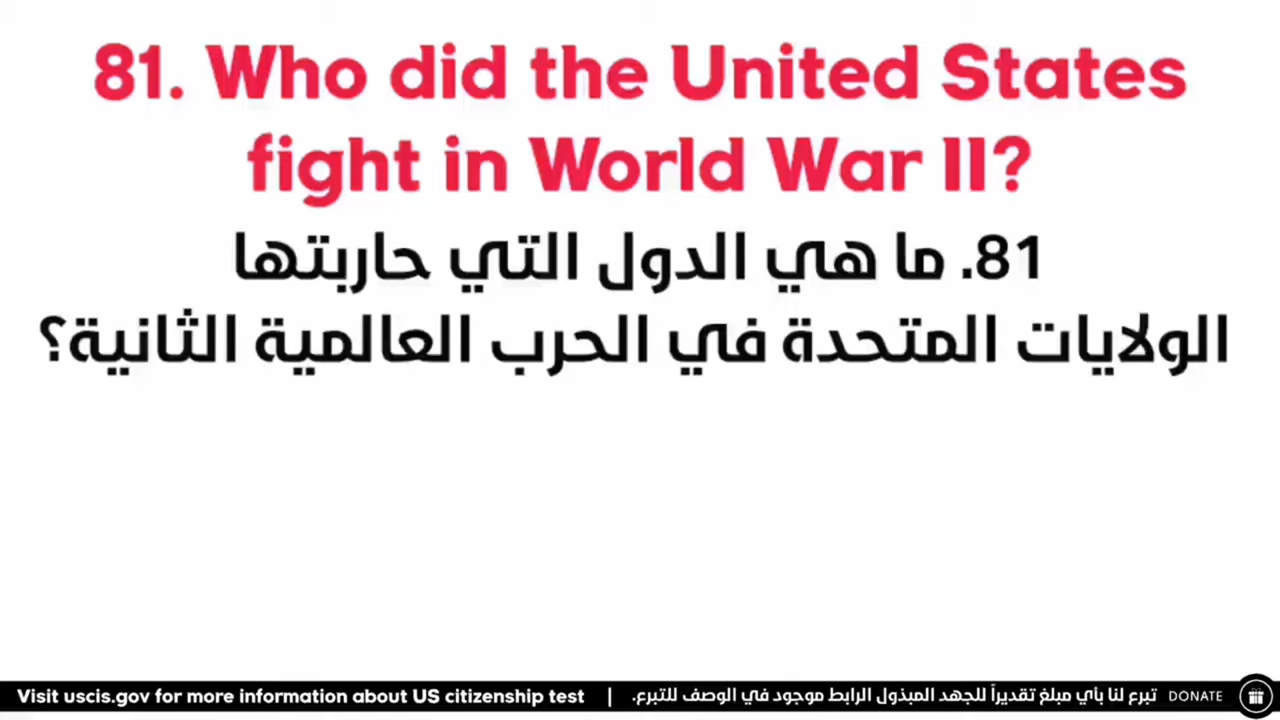 81. Who did the United States
fight in World War II?
81. ما هي الدول التي حاربتها
الولايات المتحدة في الحرب العالمية الثانية؟
Visit uscis.gov for more information about US citizenship test | تبرع لنا بأي مبلغ تقديراً للجهد المبذول الرابط موجود في الوصف للتبرع. DONATE